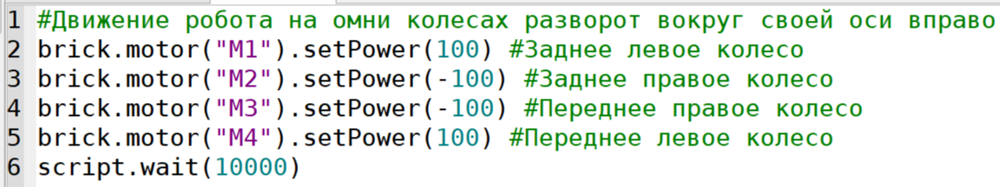 1 #Движение робота на омни колесах разворот вокруг своей оси вправо
2 brick.motor("M1").setPower(100) #Заднее левое колесо
3 brick.motor("M2").setPower(-100) #Заднее правое колесо
4 brick.motor("M3").setPower(-100) #Переднее правое колесо
5 brick.motor("M4").setPower(100) #Переднее левое колесо
6 script.wait(10000)